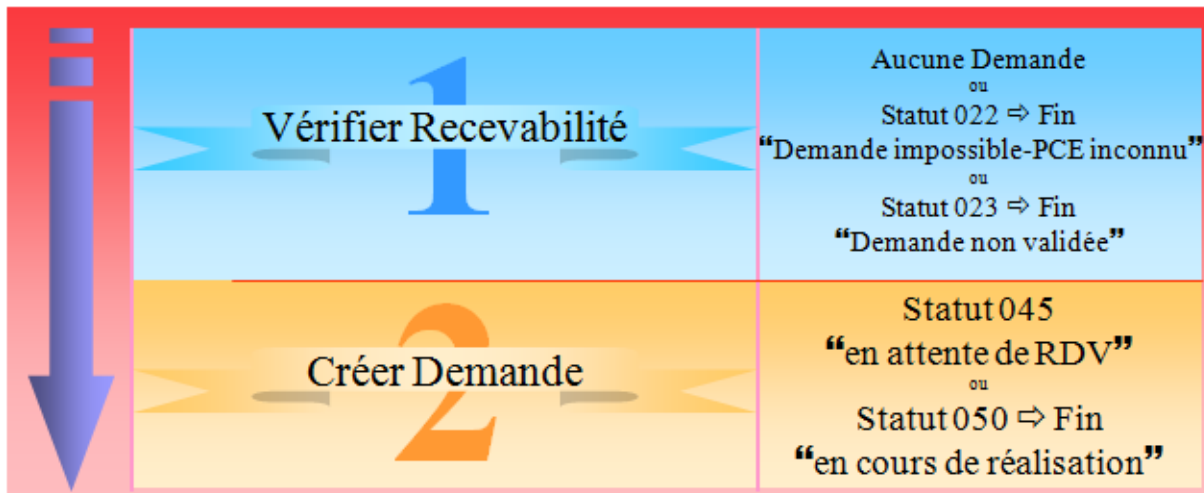 1
Vérifier Recevabilité
Aucune Demande
ou
Statut 022 ⇨ Fin
❝Demande impossible-PCE inconnu❞
ou
Statut 023 ⇨ Fin
❝Demande non validée❞
2
Créer Demande
Statut 045
❝en attente de RDV❞
ou
Statut 050 ⇨ Fin
❝en cours de réalisation❞